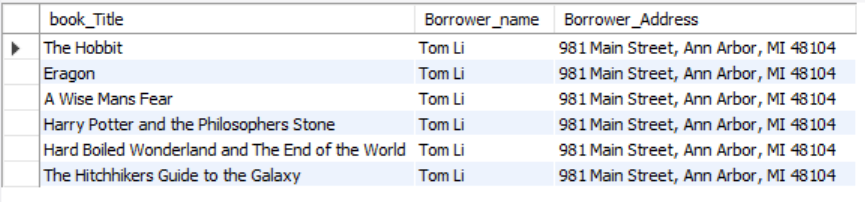 book_Title Borrower_name Borrower_Address
The Hobbit Tom Li 981 Main Street, Ann Arbor, MI 48104
Eragon Tom Li 981 Main Street, Ann Arbor, MI 48104
A Wise Mans Fear Tom Li 981 Main Street, Ann Arbor, MI 48104
Harry Potter and the Philosophers Stone Tom Li 981 Main Street, Ann Arbor, MI 48104
Hard Boiled Wonderland and The End of the World Tom Li 981 Main Street, Ann Arbor, MI 48104
The Hitchhikers Guide to the Galaxy Tom Li 981 Main Street, Ann Arbor, MI 48104